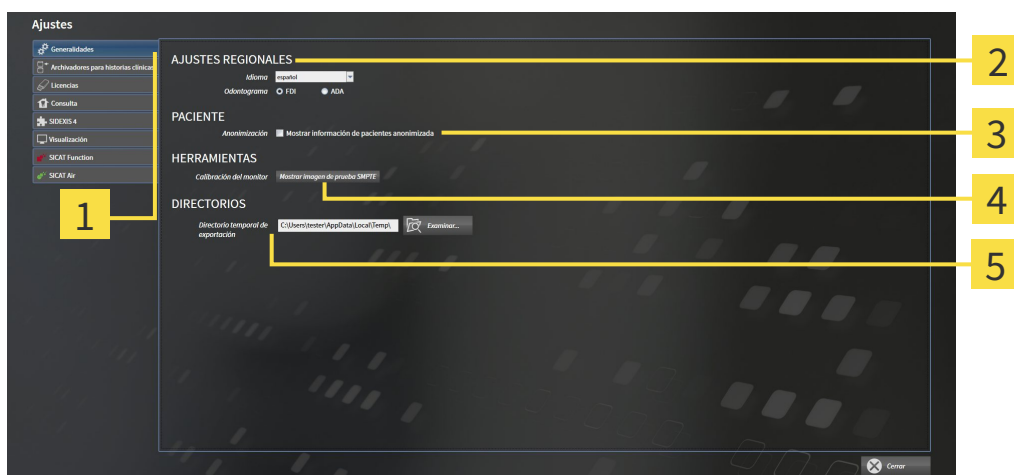 Ajustes
Generalidades
Archivadores para historias clínicas
Licencias
Consulta
SIDEXIS 4
Visualización
SICAT Function
SICAT Air
1
AJUSTES REGIONALES
Idioma español
Odontograma FDI ADA
PACIENTE
Anonimización Mostrar información de pacientes anonimizada
HERRAMIENTAS
Calibración del monitor Mostrar imagen de prueba SMPTE
DIRECTORIOS
Directorio temporal de exportación C:\Users\tester\AppData\Local\Temp\ Examinar...
2
3
4
5
Cerrar